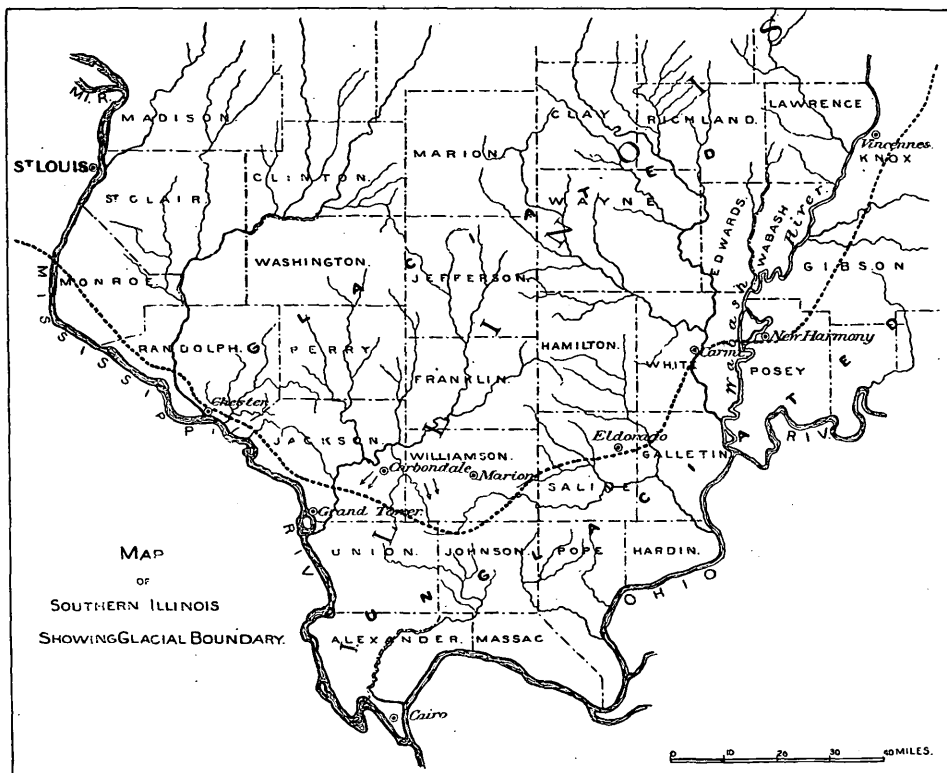 MI. R.
MADISON.
ST LOUIS
ST CLAIR.
CLINTON.
MARION.
CLAY.
RICHLAND.
LAWRENCE
Vincennes.
KNOX
WAYNE
EDWARDS.
WABASH
Wabash River
GIBSON
MONROE
WASHINGTON.
JEFFERSON.
MISSISSIPPI RIV
RANDOLPH.
PERRY.
HAMILTON.
WHITE
Carmi
New Harmony
POSEY
FRANKLIN.
Chester
JACKSON.
WILLIAMSON.
Carbondale
Marion
Eldorado
GALLETIN.
RIV.
SALINE
Grand Tower.
UNION.
JOHNSON.
POPE
HARDIN.
OHIO
ALEXANDER.
MASSAC
Cairo
ILLINOIS
GLACIATED
UNGLACIATED
MAP
OF
SOUTHERN ILLINOIS
SHOWING GLACIAL BOUNDARY.
0 10 20 30 40 MILES.